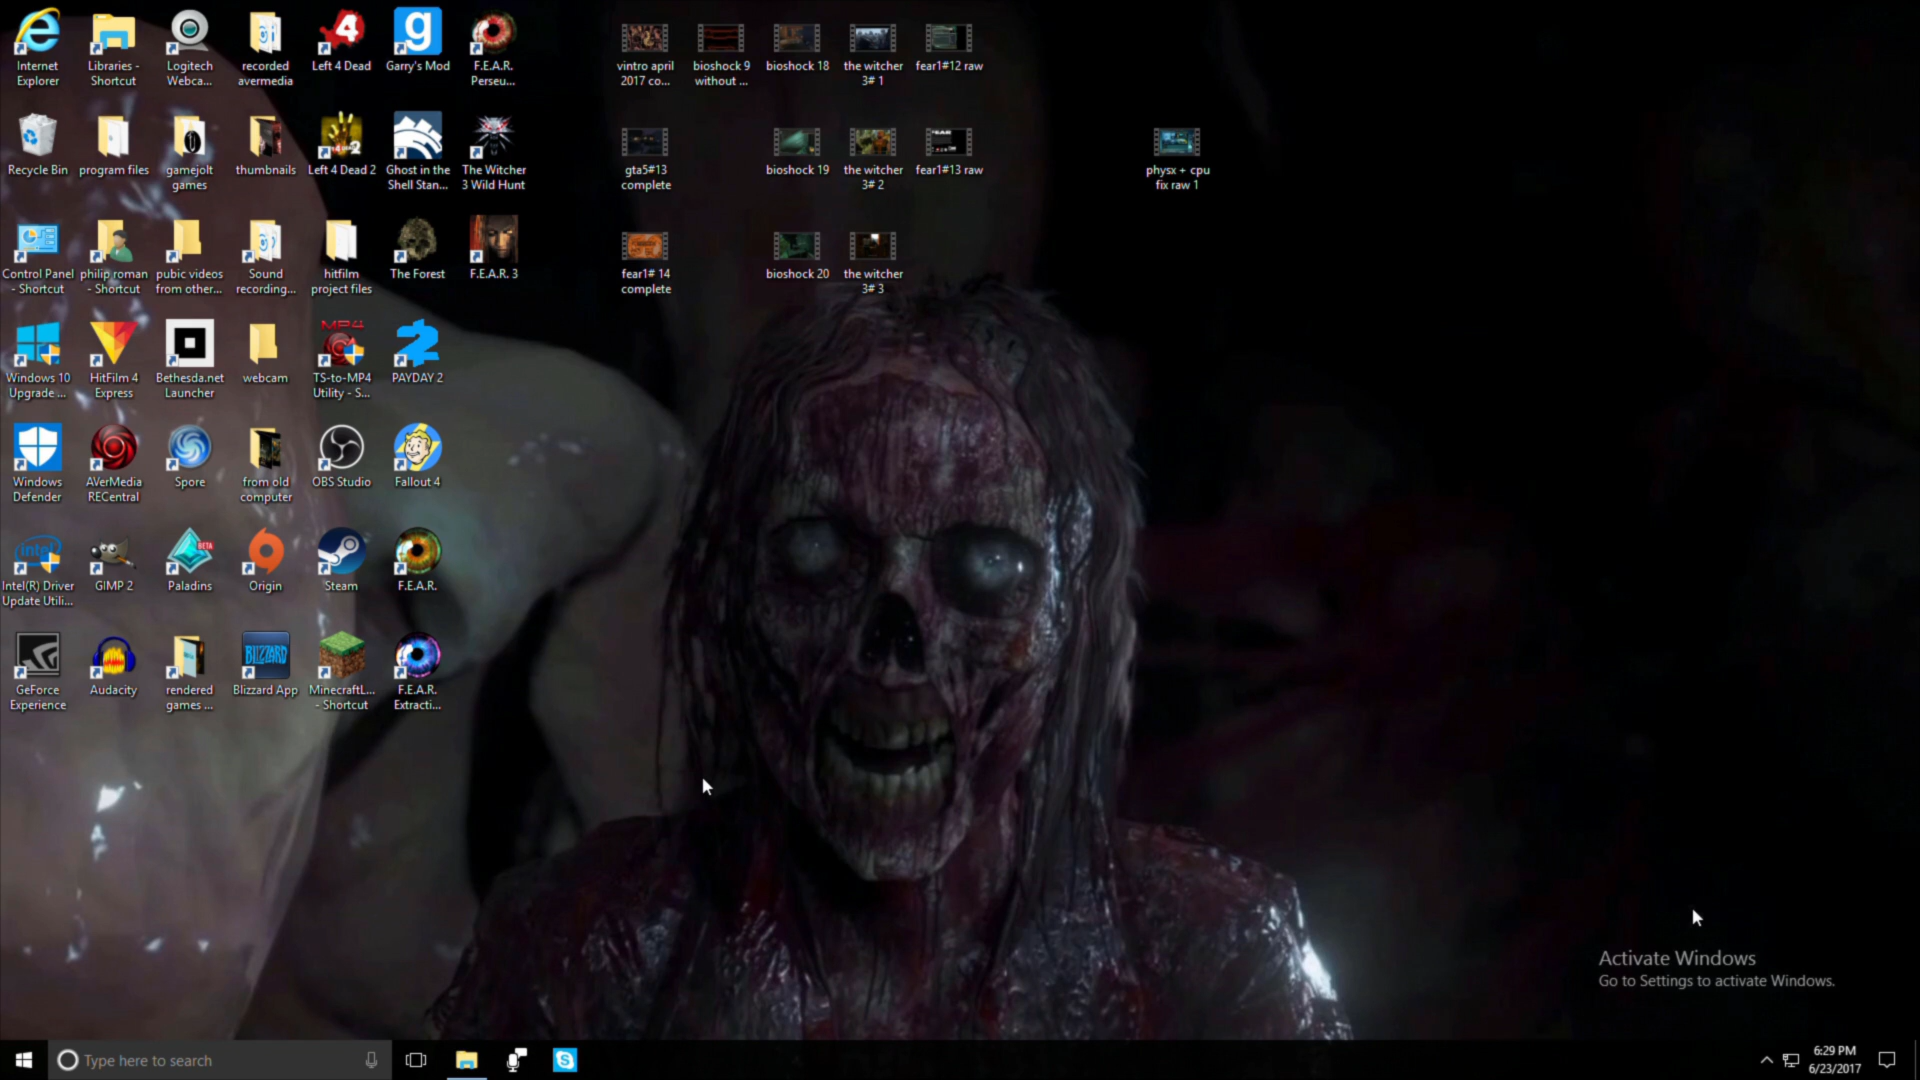 Internet
Explorer
Libraries -
Shortcut
Logitech
Webca...
recorded
avermedia
Left 4 Dead
Garry's Mod
F.E.A.R.
Perseu...
vintro april
2017 co...
bioshock 9
without ...
bioshock 18
the witcher
3# 1
fear1#12 raw
Recycle Bin
program files
gamejolt
games
thumbnails
Left 4 Dead 2
Ghost in the
Shell Stan...
The Witcher
3 Wild Hunt
gta5#13
complete
bioshock 19
the witcher
3# 2
fear1#13 raw
physx + cpu
fix raw 1
Control Panel
- Shortcut
philip roman
- Shortcut
pubic videos
from other...
Sound
recording...
hitfilm
project files
The Forest
F.E.A.R. 3
fear1# 14
complete
bioshock 20
the witcher
3# 3
Windows 10
Upgrade ...
HitFilm 4
Express
Bethesda.net
Launcher
webcam
MP4
TS-to-MP4
Utility - S...
PAYDAY 2
Windows
Defender
AVerMedia
RECentral
Spore
from old
computer
OBS Studio
Fallout 4
intel
Intel(R) Driver
Update Utili...
GIMP 2
BETA
Paladins
Origin
Steam
F.E.A.R.
GeForce
Experience
Audacity
rendered
games ...
BLIZZARD
Blizzard App
MinecraftL...
- Shortcut
F.E.A.R.
Extracti...
Activate Windows
Go to Settings to activate Windows.
Type here to search
6:29 PM
6/23/2017